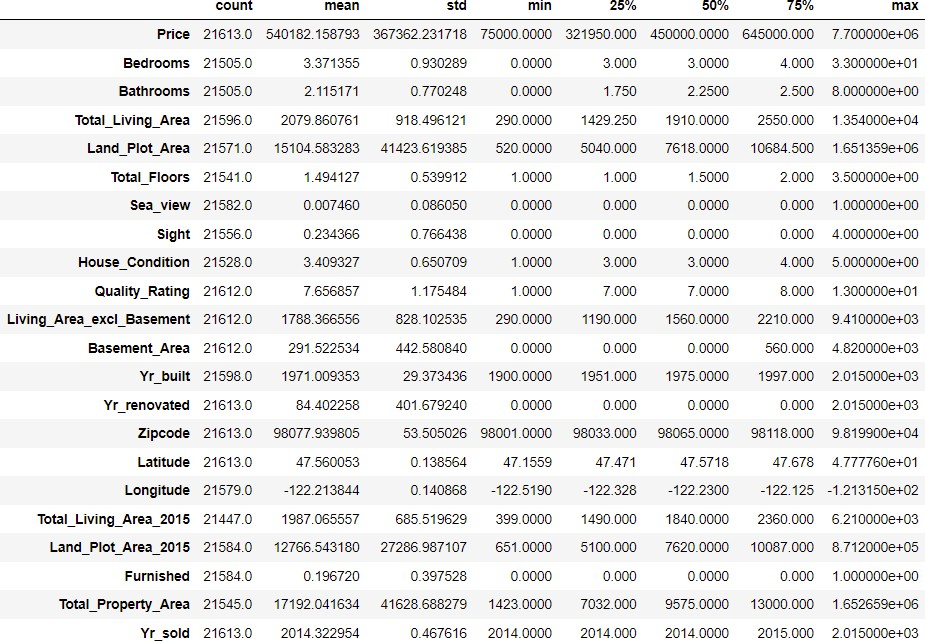 count mean std min 25% 50% 75% max
Price 21613.0 540182.158793 367362.231718 75000.0000 321950.000 450000.0000 645000.000 7.700000e+06
Bedrooms 21505.0 3.371355 0.930289 0.0000 3.000 3.0000 4.000 3.300000e+01
Bathrooms 21505.0 2.115171 0.770248 0.0000 1.750 2.2500 2.500 8.000000e+00
Total_Living_Area 21596.0 2079.860761 918.496121 290.0000 1429.250 1910.0000 2550.000 1.354000e+04
Land_Plot_Area 21571.0 15104.583283 41423.619385 520.0000 5040.000 7618.0000 10684.500 1.651359e+06
Total_Floors 21541.0 1.494127 0.539912 1.0000 1.000 1.5000 2.000 3.500000e+00
Sea_view 21582.0 0.007460 0.086050 0.0000 0.000 0.0000 0.000 1.000000e+00
Sight 21556.0 0.234366 0.766438 0.0000 0.000 0.0000 0.000 4.000000e+00
House_Condition 21528.0 3.409327 0.650709 1.0000 3.000 3.0000 4.000 5.000000e+00
Quality_Rating 21612.0 7.656857 1.175484 1.0000 7.000 7.0000 8.000 1.300000e+01
Living_Area_excl_Basement 21612.0 1788.366556 828.102535 290.0000 1190.000 1560.0000 2210.000 9.410000e+03
Basement_Area 21612.0 291.522534 442.580840 0.0000 0.000 0.0000 560.000 4.820000e+03
Yr_built 21598.0 1971.009353 29.373436 1900.0000 1951.000 1975.0000 1997.000 2.015000e+03
Yr_renovated 21613.0 84.402258 401.679240 0.0000 0.000 0.0000 0.000 2.015000e+03
Zipcode 21613.0 98077.939805 53.505026 98001.0000 98033.000 98065.0000 98118.000 9.819900e+04
Latitude 21613.0 47.560053 0.138564 47.1559 47.471 47.5718 47.678 4.777760e+01
Longitude 21579.0 -122.213844 0.140868 -122.5190 -122.328 -122.2300 -122.125 -1.213150e+02
Total_Living_Area_2015 21447.0 1987.065557 685.519629 399.0000 1490.000 1840.0000 2360.000 6.210000e+03
Land_Plot_Area_2015 21584.0 12766.543180 27286.987107 651.0000 5100.000 7620.0000 10087.000 8.712000e+05
Furnished 21584.0 0.196720 0.397528 0.0000 0.000 0.0000 0.000 1.000000e+00
Total_Property_Area 21545.0 17192.041634 41628.688279 1423.0000 7032.000 9575.0000 13000.000 1.652659e+06
Yr_sold 21613.0 2014.322954 0.467616 2014.0000 2014.000 2014.0000 2015.000 2.015000e+03